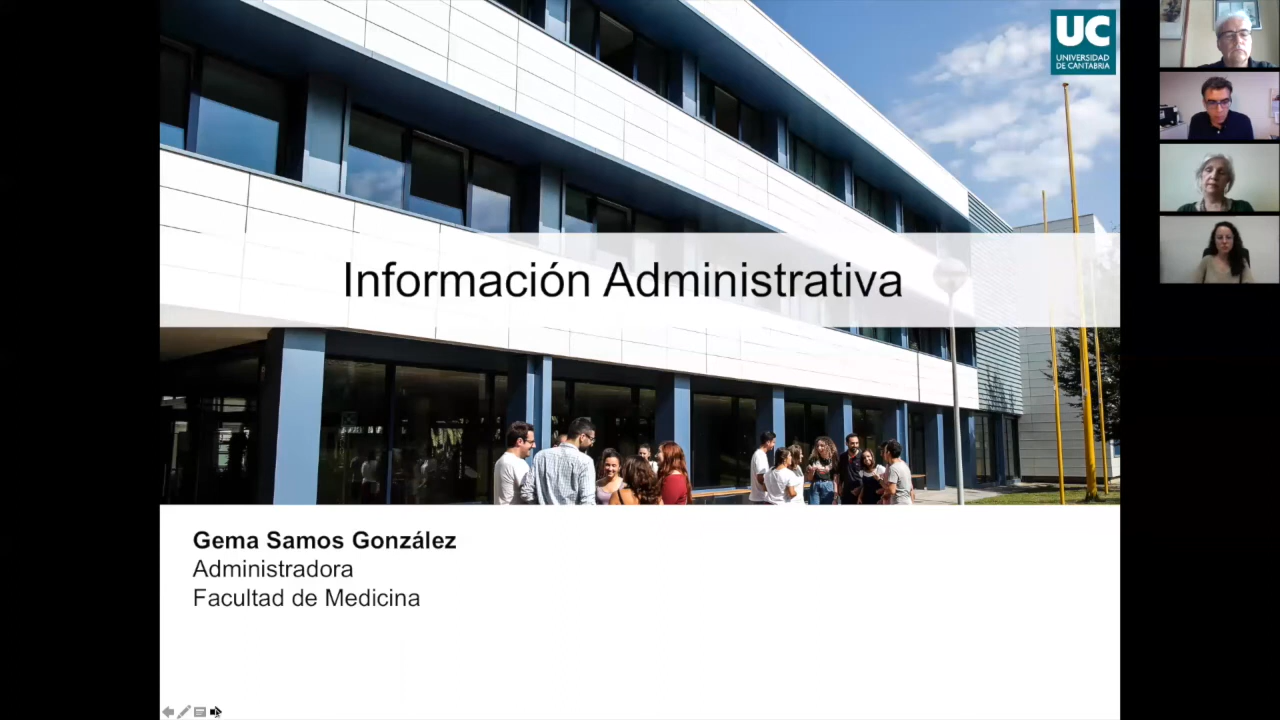 UC
UNIVERSIDAD
DE CANTABRIA
Información Administrativa
Gema Samos González
Administradora
Facultad de Medicina